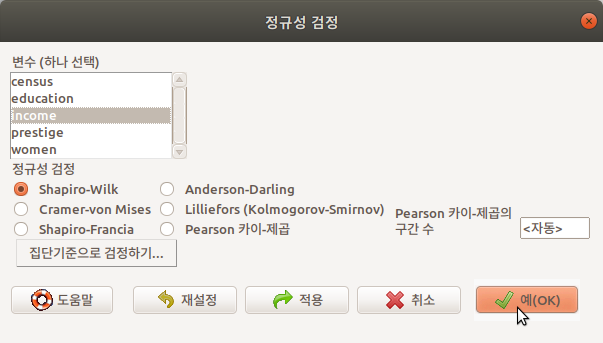 정규성 검정
변수 (하나 선택)
census
education
income
prestige
women
정규성 검정
Shapiro-Wilk
Anderson-Darling
Cramer-von Mises
Lilliefors (Kolmogorov-Smirnov)
Shapiro-Francia
Pearson 카이-제곱
Pearson 카이-제곱의
구간 수
<자동>
집단기준으로 검정하기...
도움말
재설정
적용
취소
예(OK)